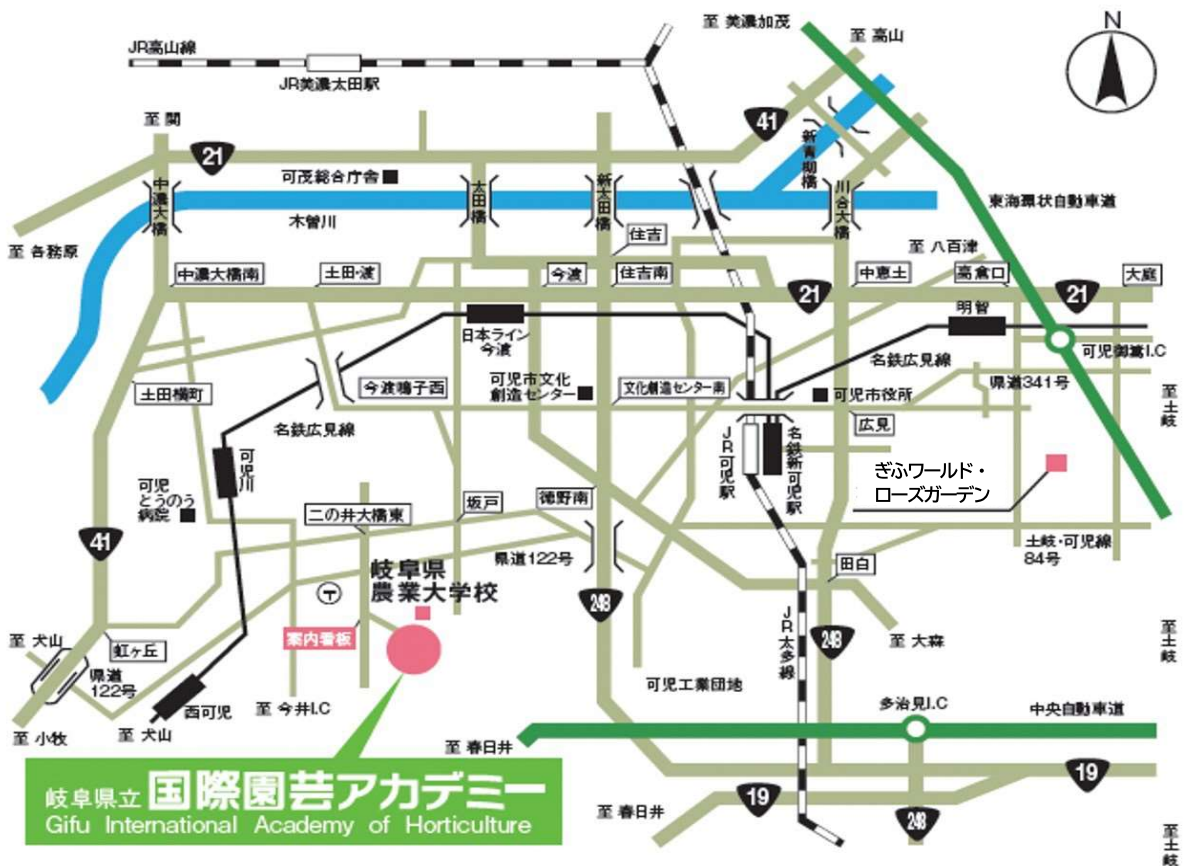 至 美濃加茂
N
至 高山
JR高山線
JR美濃太田駅
至 関
41
21
中濃大橋
可茂総合庁舎
太田橋
新太田橋
新青柳橋
川合大橋
東海環状自動車道
木曽川
至 各務原
住吉
至 八百津
中濃大橋南
土田・渡
今渡
住吉南
中恵土
高倉口
大庭
21
21
明智
日本ライン
今渡
可児御嵩I.C
名鉄広見線
土田横町
今渡鳴子西
可児市文化
創造センター
文化創造センター南
可児市役所
県道341号
至 土岐
名鉄広見線
広見
可児川
JR可児駅
名鉄新可児駅
ぎふワールド・
ローズガーデン
可児
とうのう
病院
二の井大橋東
坂戸
徳野南
41
県道122号
土岐・可児線
84号
岐阜県
農業大学校
田白
〒
248
248
案内看板
至 犬山
虹ヶ丘
県道
122号
JR太多線
至 大森
至 土岐
西可児
至 今井I.C
可児工業団地
多治見I.C
中央自動車道
至 小牧
至 犬山
至 春日井
岐阜県立 国際園芸アカデミー
Gifu International Academy of Horticulture
19
19
至 春日井
248
至 土岐